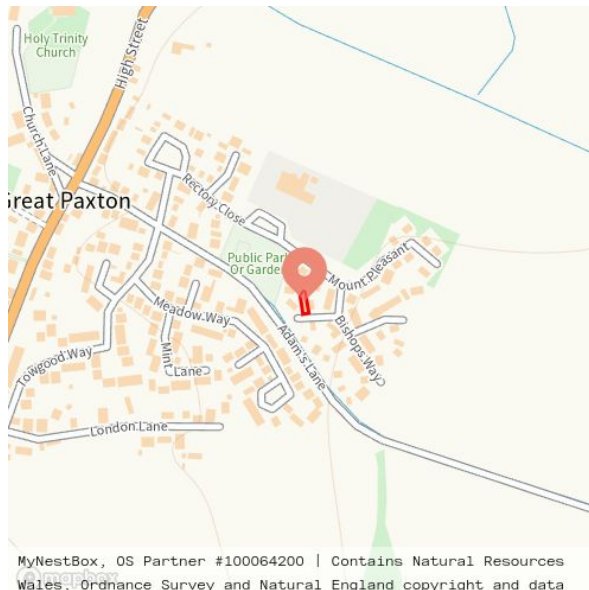 Holy Trinity
Church
High Street
Church Lane
Great Paxton
Rectory Close
Public Park
Or Garden
Mount Pleasant
Meadow Way
Adam's Lane
Bishops Way
Mint Lane
Towgood Way
London Lane
MyNestBox, OS Partner #100064200 | Contains Natural Resources
Wales, Ordnance Survey and Natural England copyright and data
mapbox